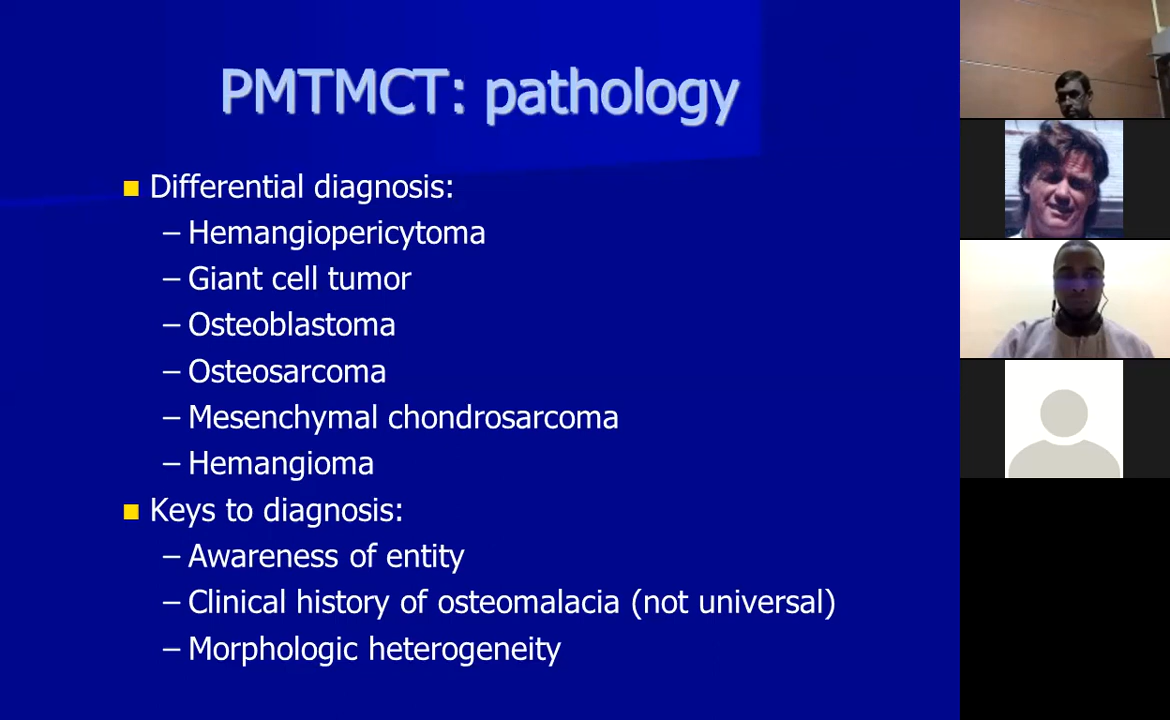 PMTMCT: pathology
Differential diagnosis:
– Hemangiopericytoma
– Giant cell tumor
– Osteoblastoma
– Osteosarcoma
– Mesenchymal chondrosarcoma
– Hemangioma
Keys to diagnosis:
– Awareness of entity
– Clinical history of osteomalacia (not universal)
– Morphologic heterogeneity